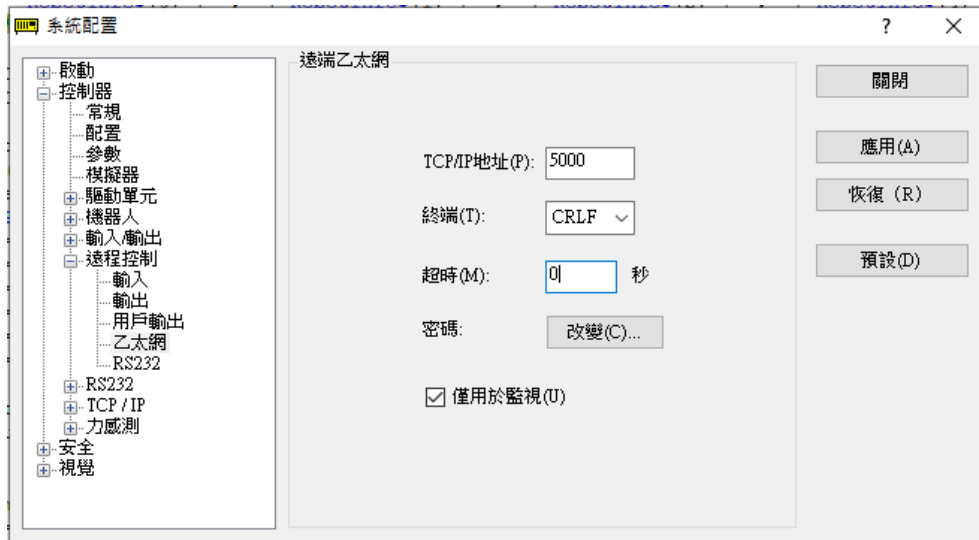 系統配置
?
啟動
控制器
常規
配置
參數
模擬器
驅動單元
機器人
輸入/輸出
遠程控制
輸入
輸出
用戶輸出
乙太網
RS232
RS232
TCP / IP
力感測
安全
視覺
遠端乙太網
TCP/IP地址(P): 5000
終端(T): CRLF
超時(M): 0 秒
密碼: 改變(C)...
僅用於監視(U)
關閉
應用(A)
恢復（R）
預設(D)